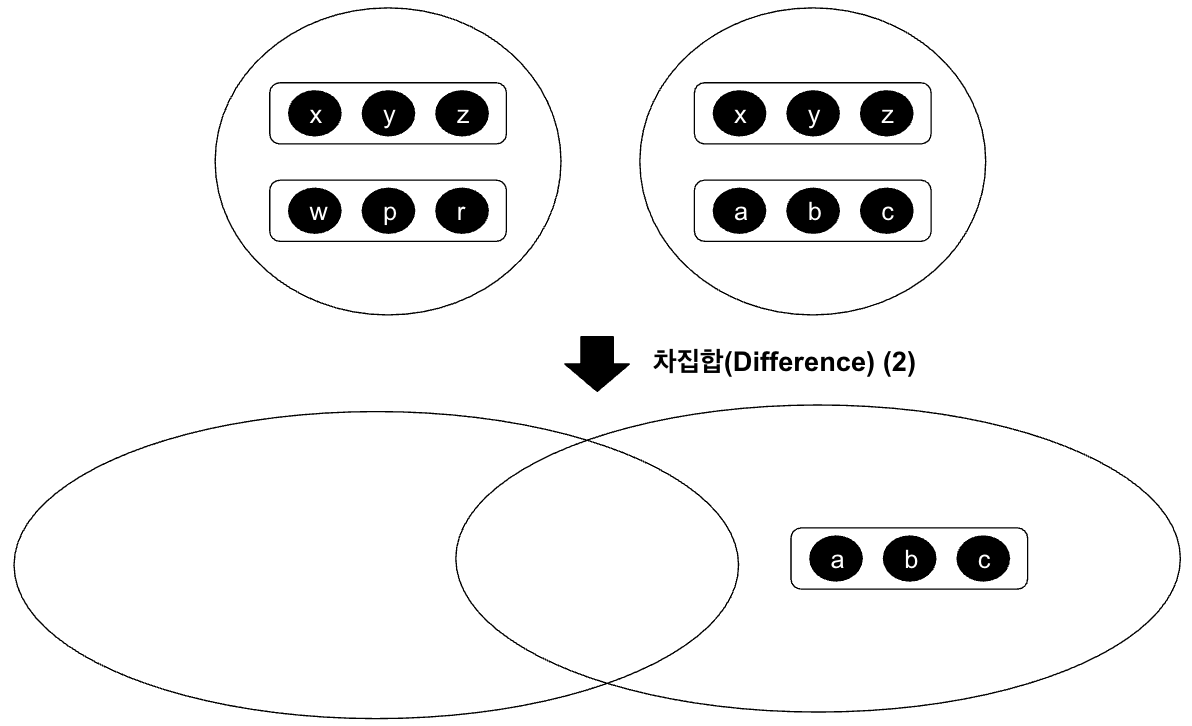 x y z x y z
w p r a b c
차집합(Difference) (2)
a b c